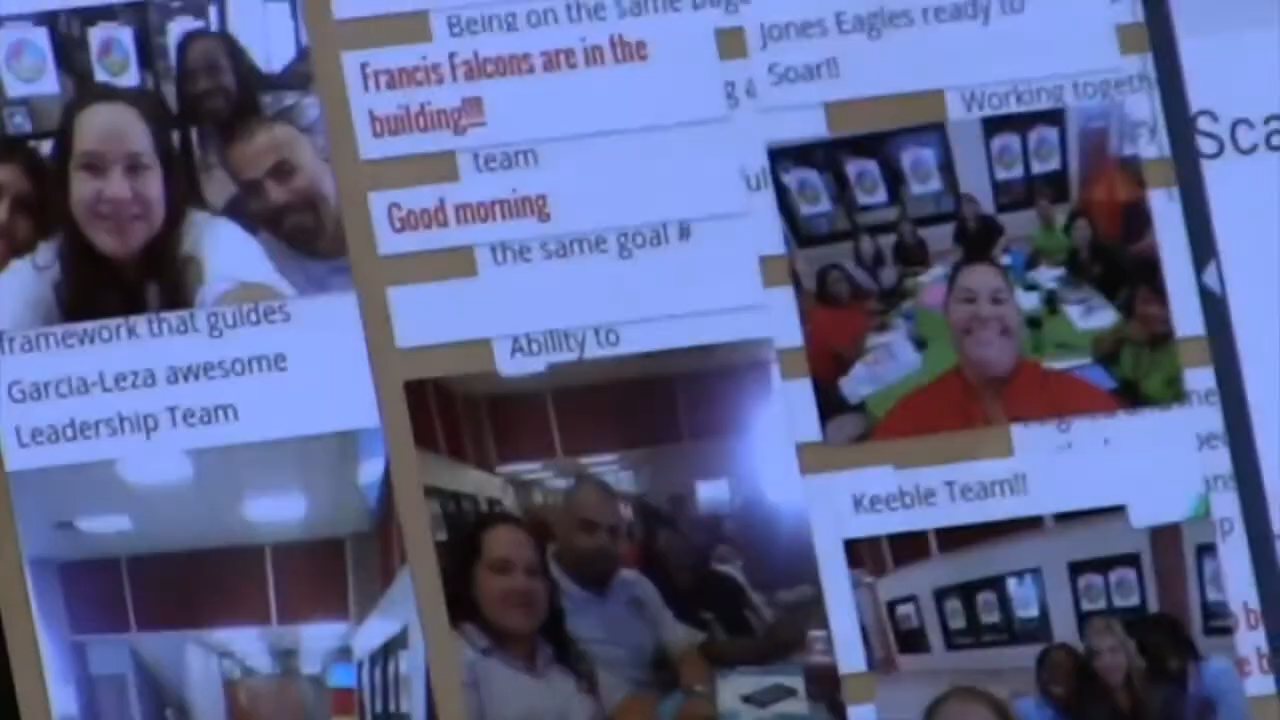 Being on the same page
Francis Falcons are in the
building!!!!
team
Good morning
the same goal #
Ability to
framework that guides
Garcia-Leza awesome
Leadership Team
Jones Eagles ready to
Soar!!
Working togeth
Keeble Team!!
Sca